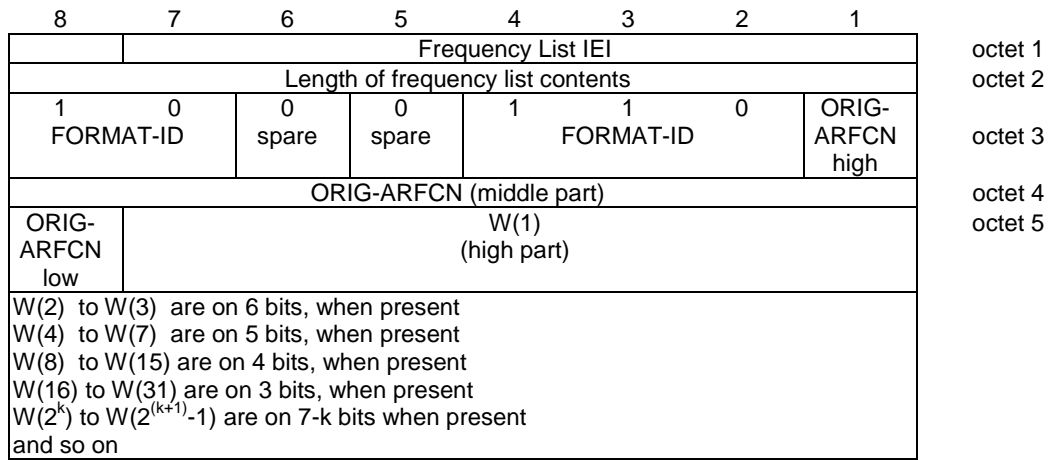 8 7 6 5 4 3 2 1
Frequency List IEI octet 1
Length of frequency list contents octet 2
1 0 0 0 1 1 0 ORIG-
FORMAT-ID spare spare FORMAT-ID ARFCN octet 3
high
ORIG-ARFCN (middle part) octet 4
ORIG- W(1) octet 5
ARFCN (high part)
low
W(2) to W(3) are on 6 bits, when present
W(4) to W(7) are on 5 bits, when present
W(8) to W(15) are on 4 bits, when present
W(16) to W(31) are on 3 bits, when present
W(2^k) to W(2^(k+1)-1) are on 7-k bits when present
and so on